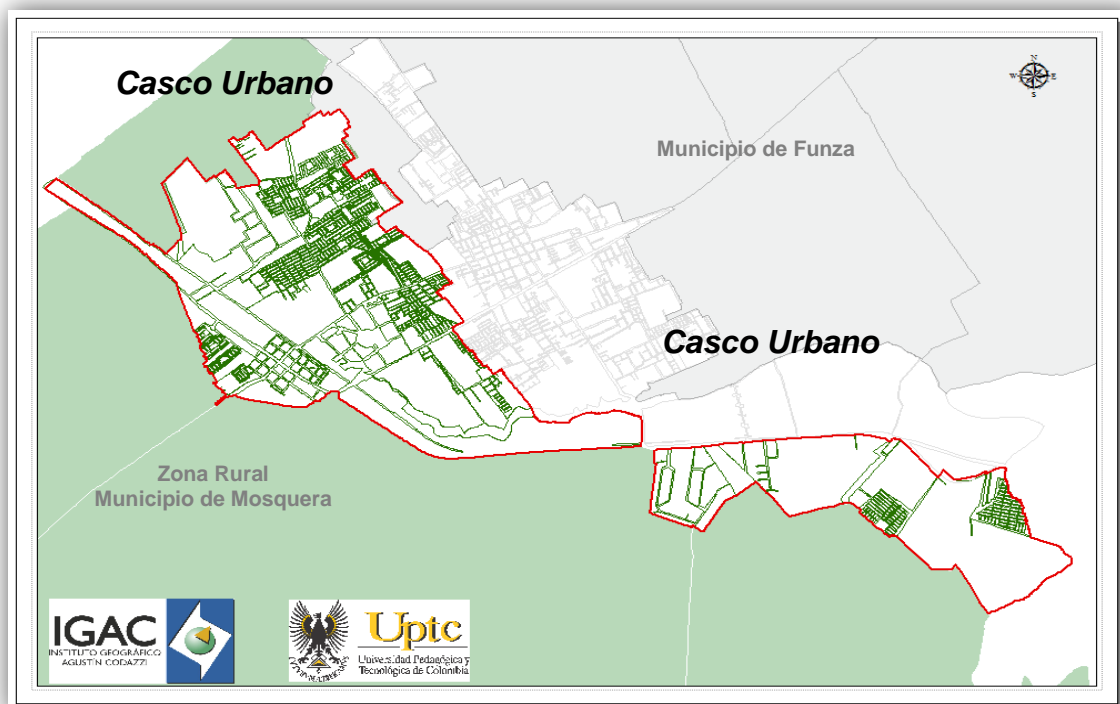 Casco Urbano
N
W E
S
Municipio de Funza
Casco Urbano
Zona Rural
Municipio de Mosquera
IGAC
INSTITUTO GEOGRÁFICO
AGUSTÍN CODAZZI
Uptc
Universidad Pedagógica y
Tecnológica de Colombia